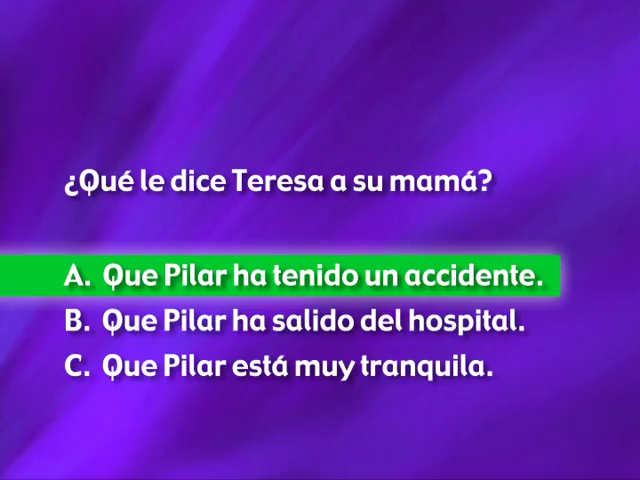 ¿Qué le dice Teresa a su mamá?
A. Que Pilar ha tenido un accidente.
B. Que Pilar ha salido del hospital.
C. Que Pilar está muy tranquila.